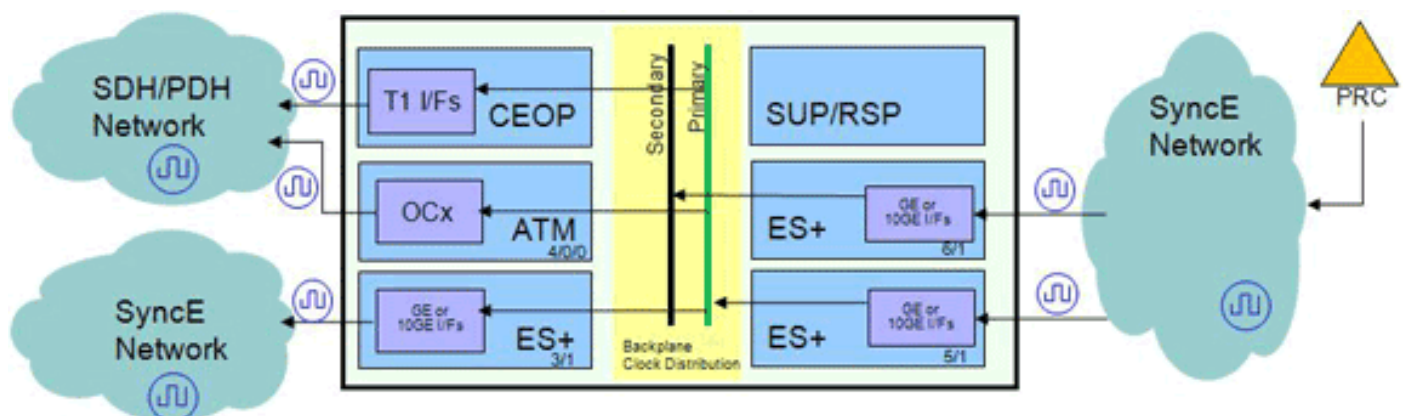 SDH/PDH
Network
T1 I/Fs
CEOP
OCx
ATM
4/0/0
SyncE
Network
GE or
10GE I/Fs
ES+
3/1
Secondary
Primary
Backplane
Clock Distribution
SUP/RSP
GE or
10GE I/Fs
ES+
6/1
GE or
10GE I/Fs
ES+
5/1
SyncE
Network
PRC